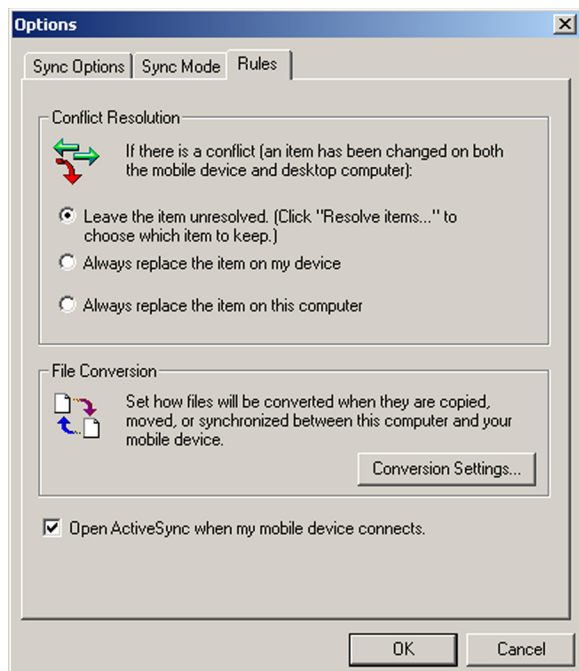 Options
Sync Options
Sync Mode
Rules
Conflict Resolution
If there is a conflict (an item has been changed on both
the mobile device and desktop computer):
Leave the item unresolved. (Click "Resolve items..." to
choose which item to keep.)
Always replace the item on my device
Always replace the item on this computer
File Conversion
Set how files will be converted when they are copied,
moved, or synchronized between this computer and your
mobile device.
Conversion Settings...
Open ActiveSync when my mobile device connects.
OK
Cancel